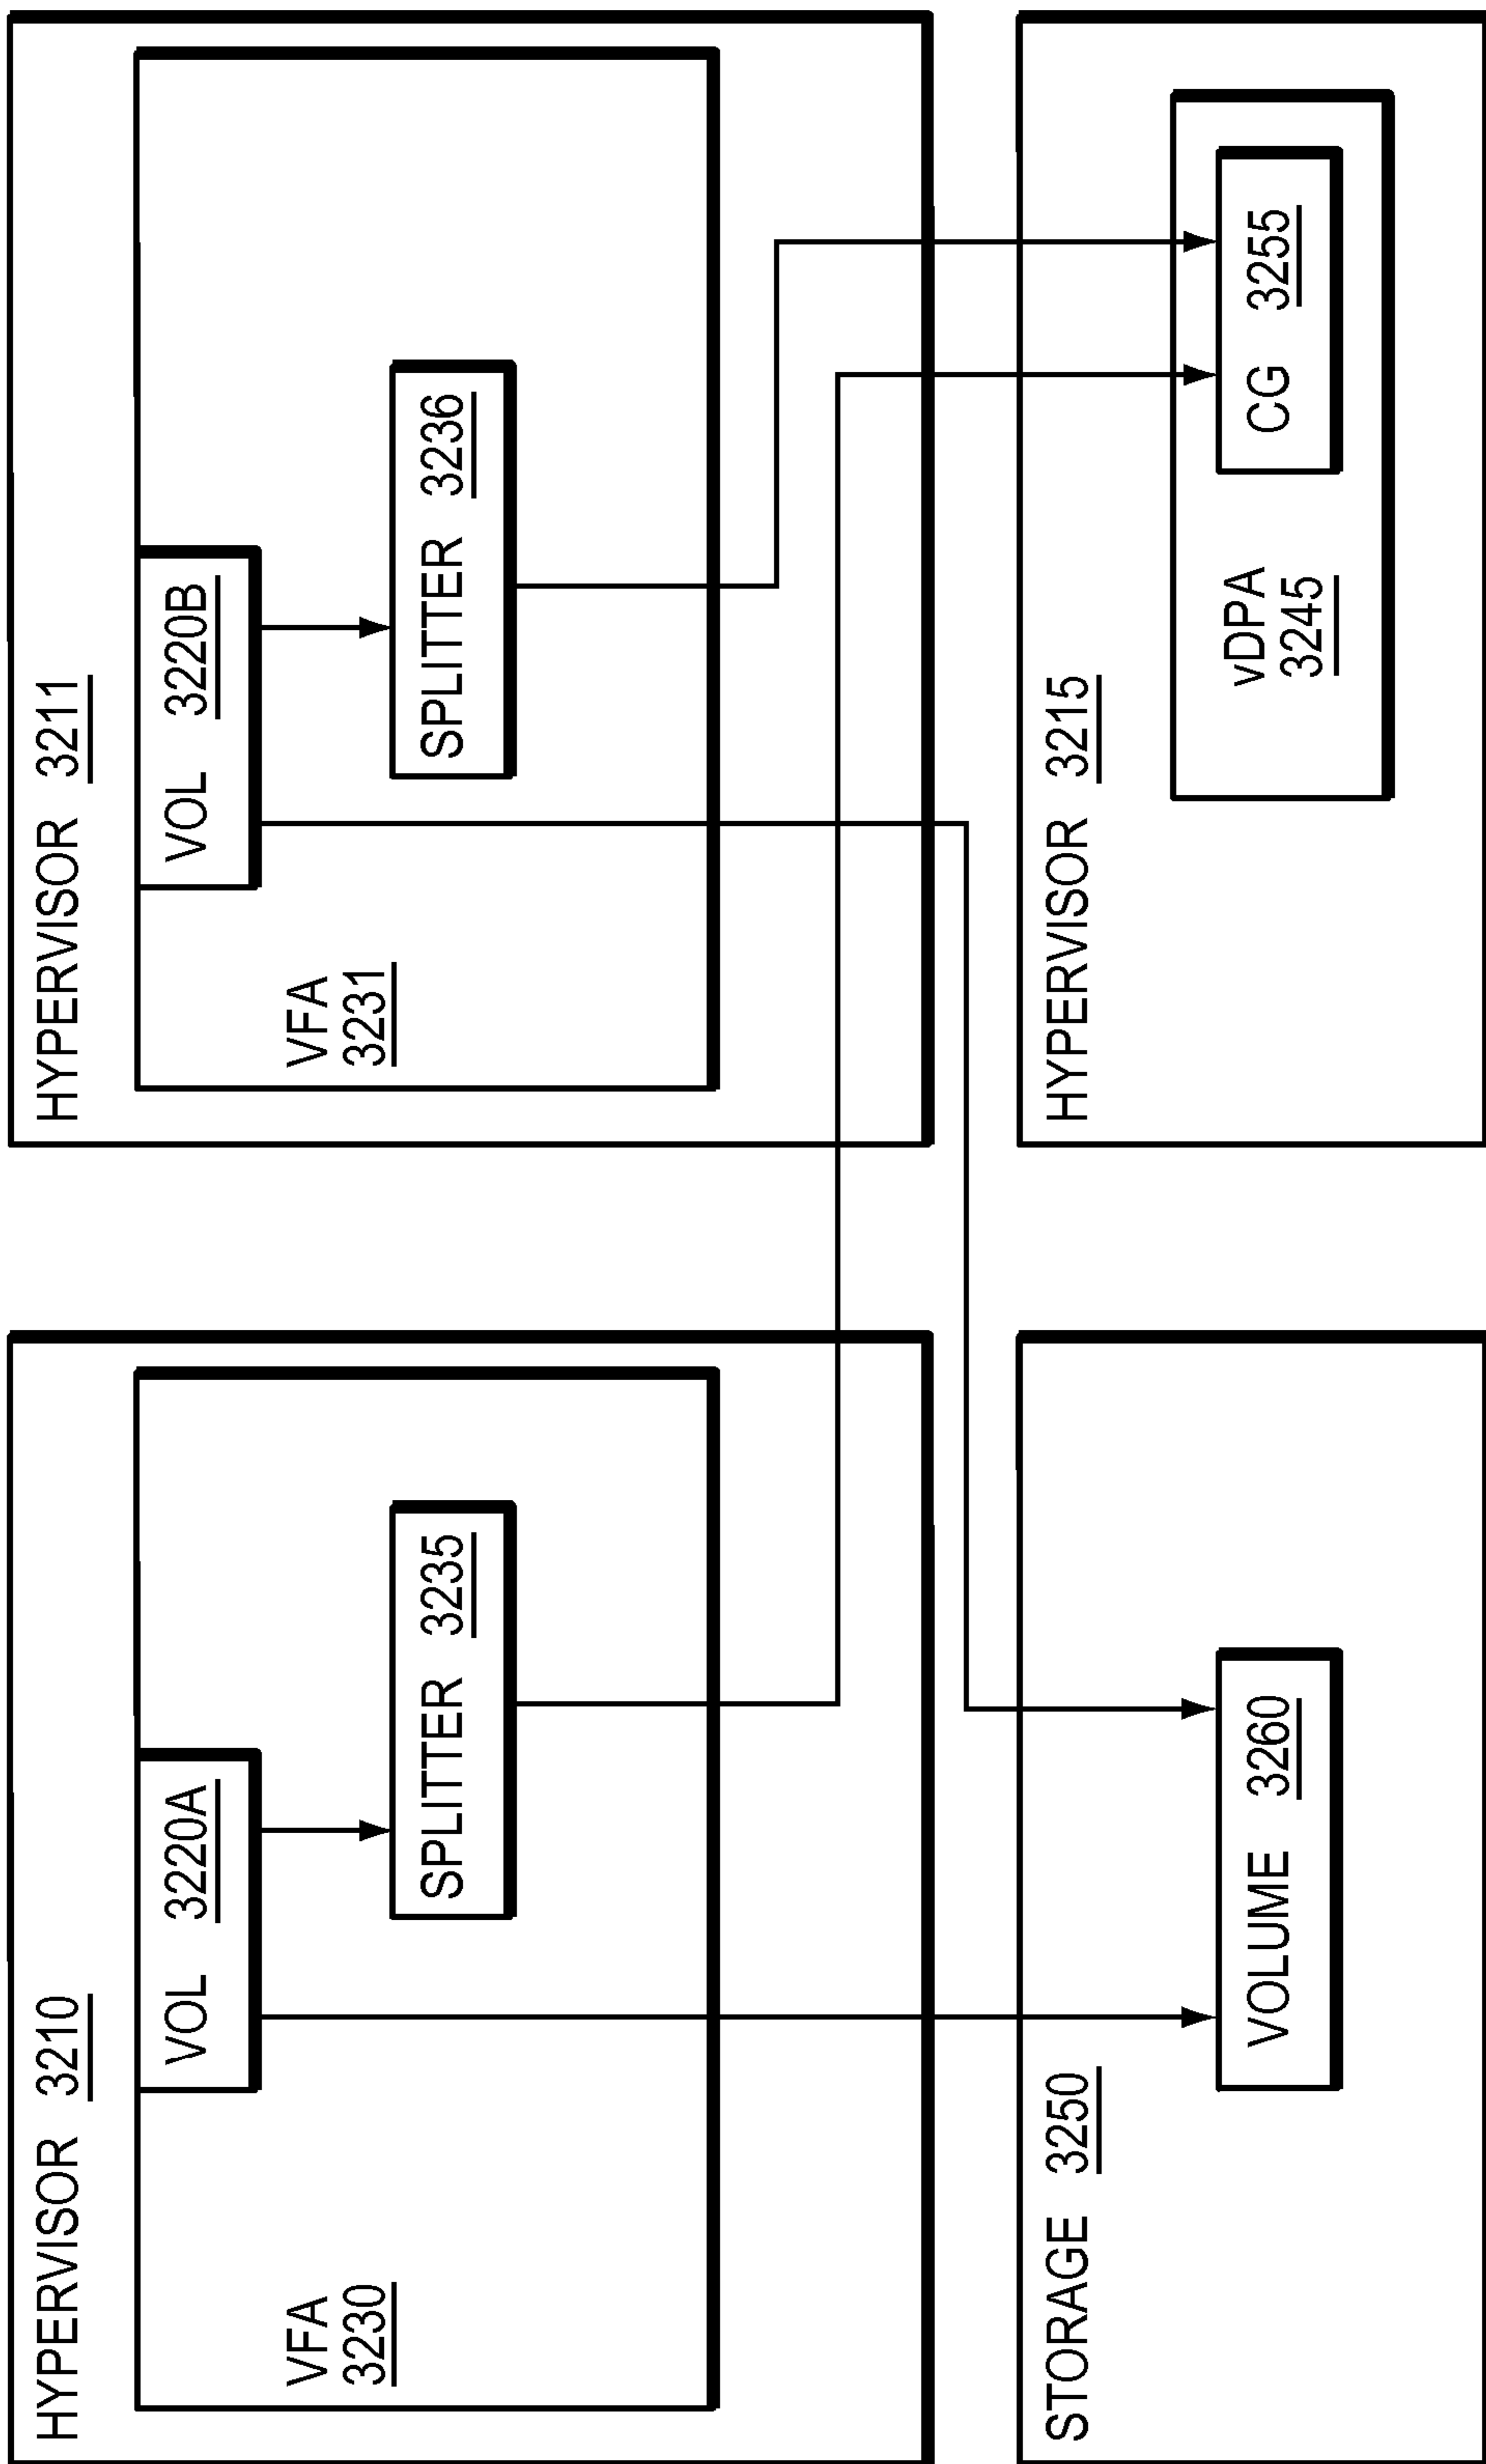 HYPERVISOR 3210
VOL 3220A
VFA
3230
SPLITTER 3235
HYPERVISOR 3211
VOL 3220B
VFA
3231
SPLITTER 3236
STORAGE 3250
VOLUME 3260
HYPERVISOR 3215
vDPA
3245
CG 3255